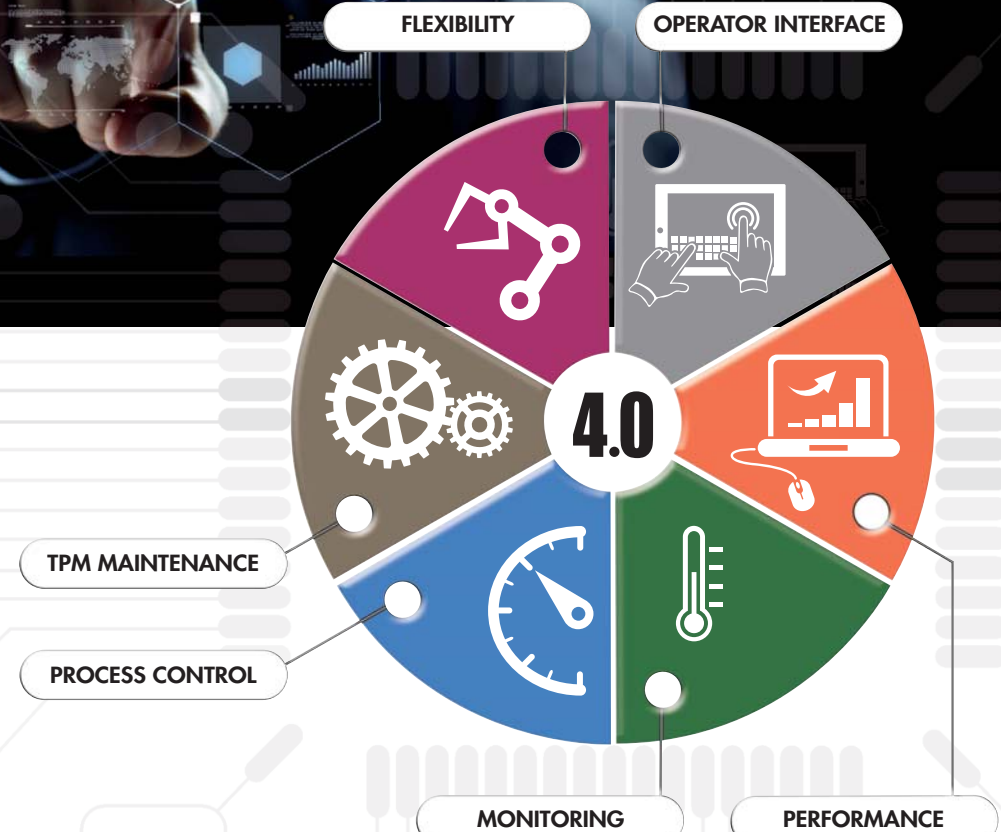 FLEXIBILITY
OPERATOR INTERFACE
4.0
TPM MAINTENANCE
PROCESS CONTROL
MONITORING
PERFORMANCE